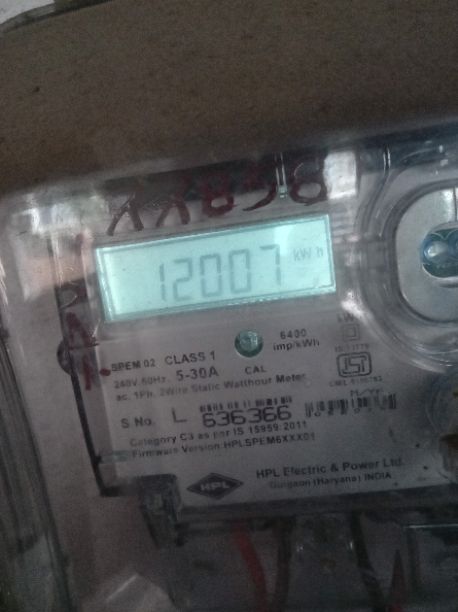 12007 kWh
SPEM 02 CLASS 1
6400 imp/kWh
240V, 50Hz, 5-30A CAL
ac, 1Ph, 2Wire Static Watthour Meter
S No. L 636366
Category C3 as per IS 15959:2011
Firmware Version:HPLSPEM6XXX01
HPL
HPL Electric & Power Ltd.
Gurgaon (Haryana) INDIA